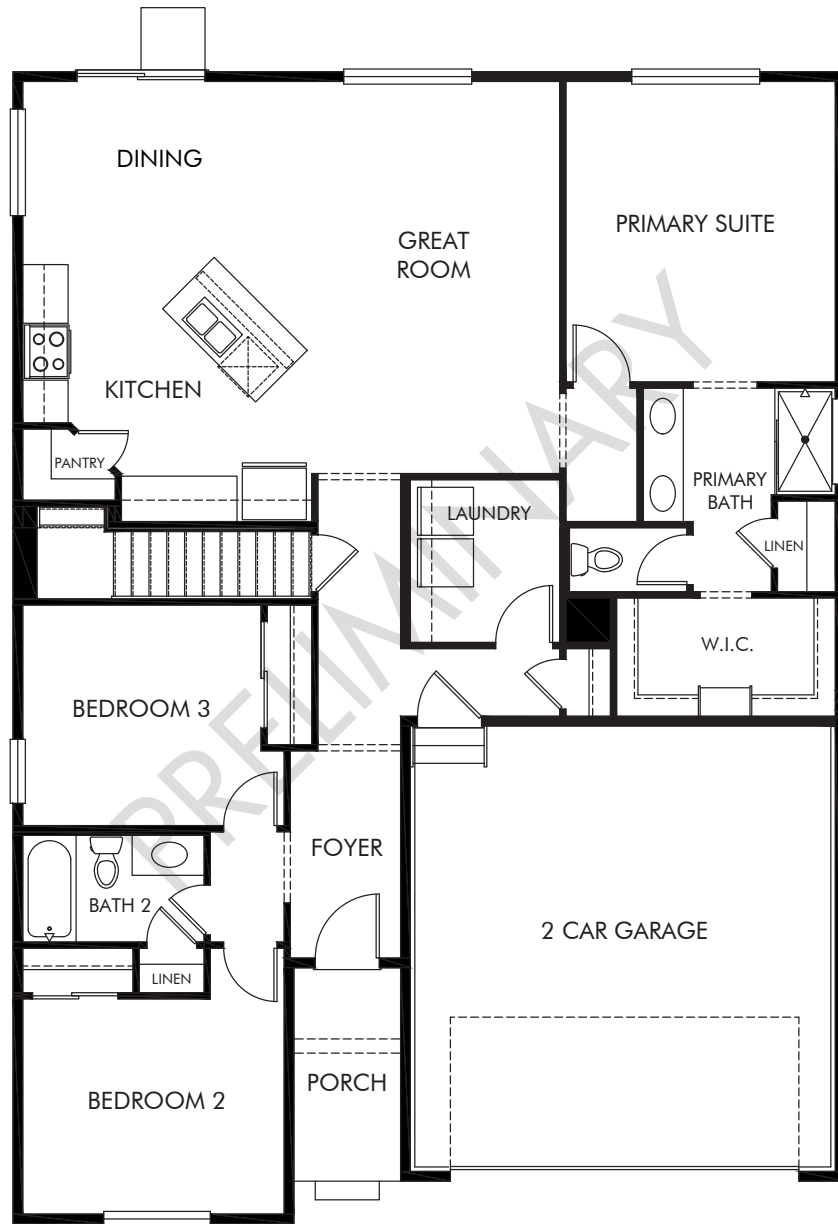 DINING
GREAT
ROOM
PRIMARY SUITE
KITCHEN
PANTRY
PRIMARY
BATH
LAUNDRY
LINEN
W.I.C.
BEDROOM 3
FOYER
BATH 2
LINEN
2 CAR GARAGE
PORCH
BEDROOM 2
PRELIMINARY